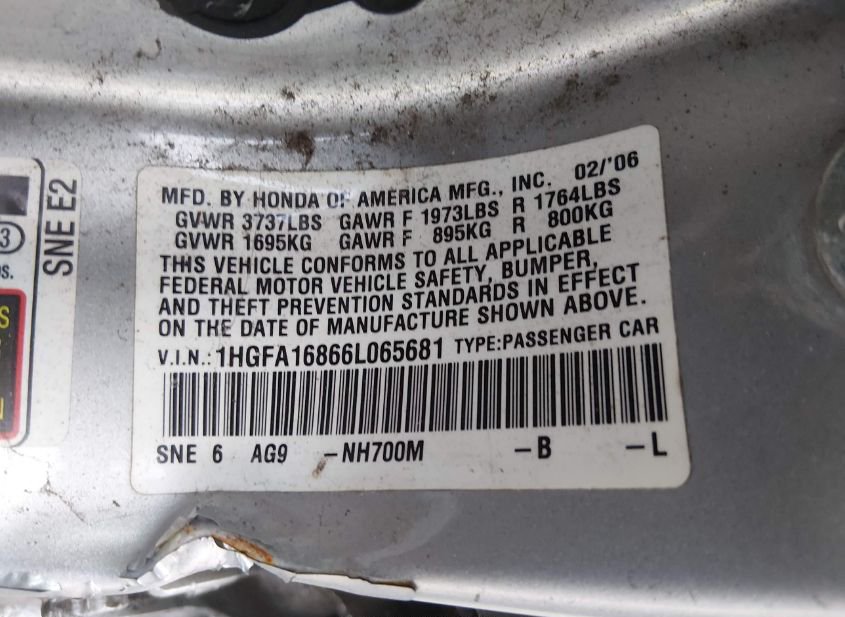 MFD. BY HONDA OF AMERICA MFG., INC. 02/'06
GVWR 3737LBS GAWR F 1973LBS R 1764LBS
GVWR 1695KG GAWR F 895KG R 800KG
THIS VEHICLE CONFORMS TO ALL APPLICABLE
FEDERAL MOTOR VEHICLE SAFETY, BUMPER,
AND THEFT PREVENTION STANDARDS IN EFFECT
ON THE DATE OF MANUFACTURE SHOWN ABOVE.
V.I.N.: 1HGFA16866L065681 TYPE:PASSENGER CAR
SNE 6 AG9 -NH700M -B -L
SNE E2
3